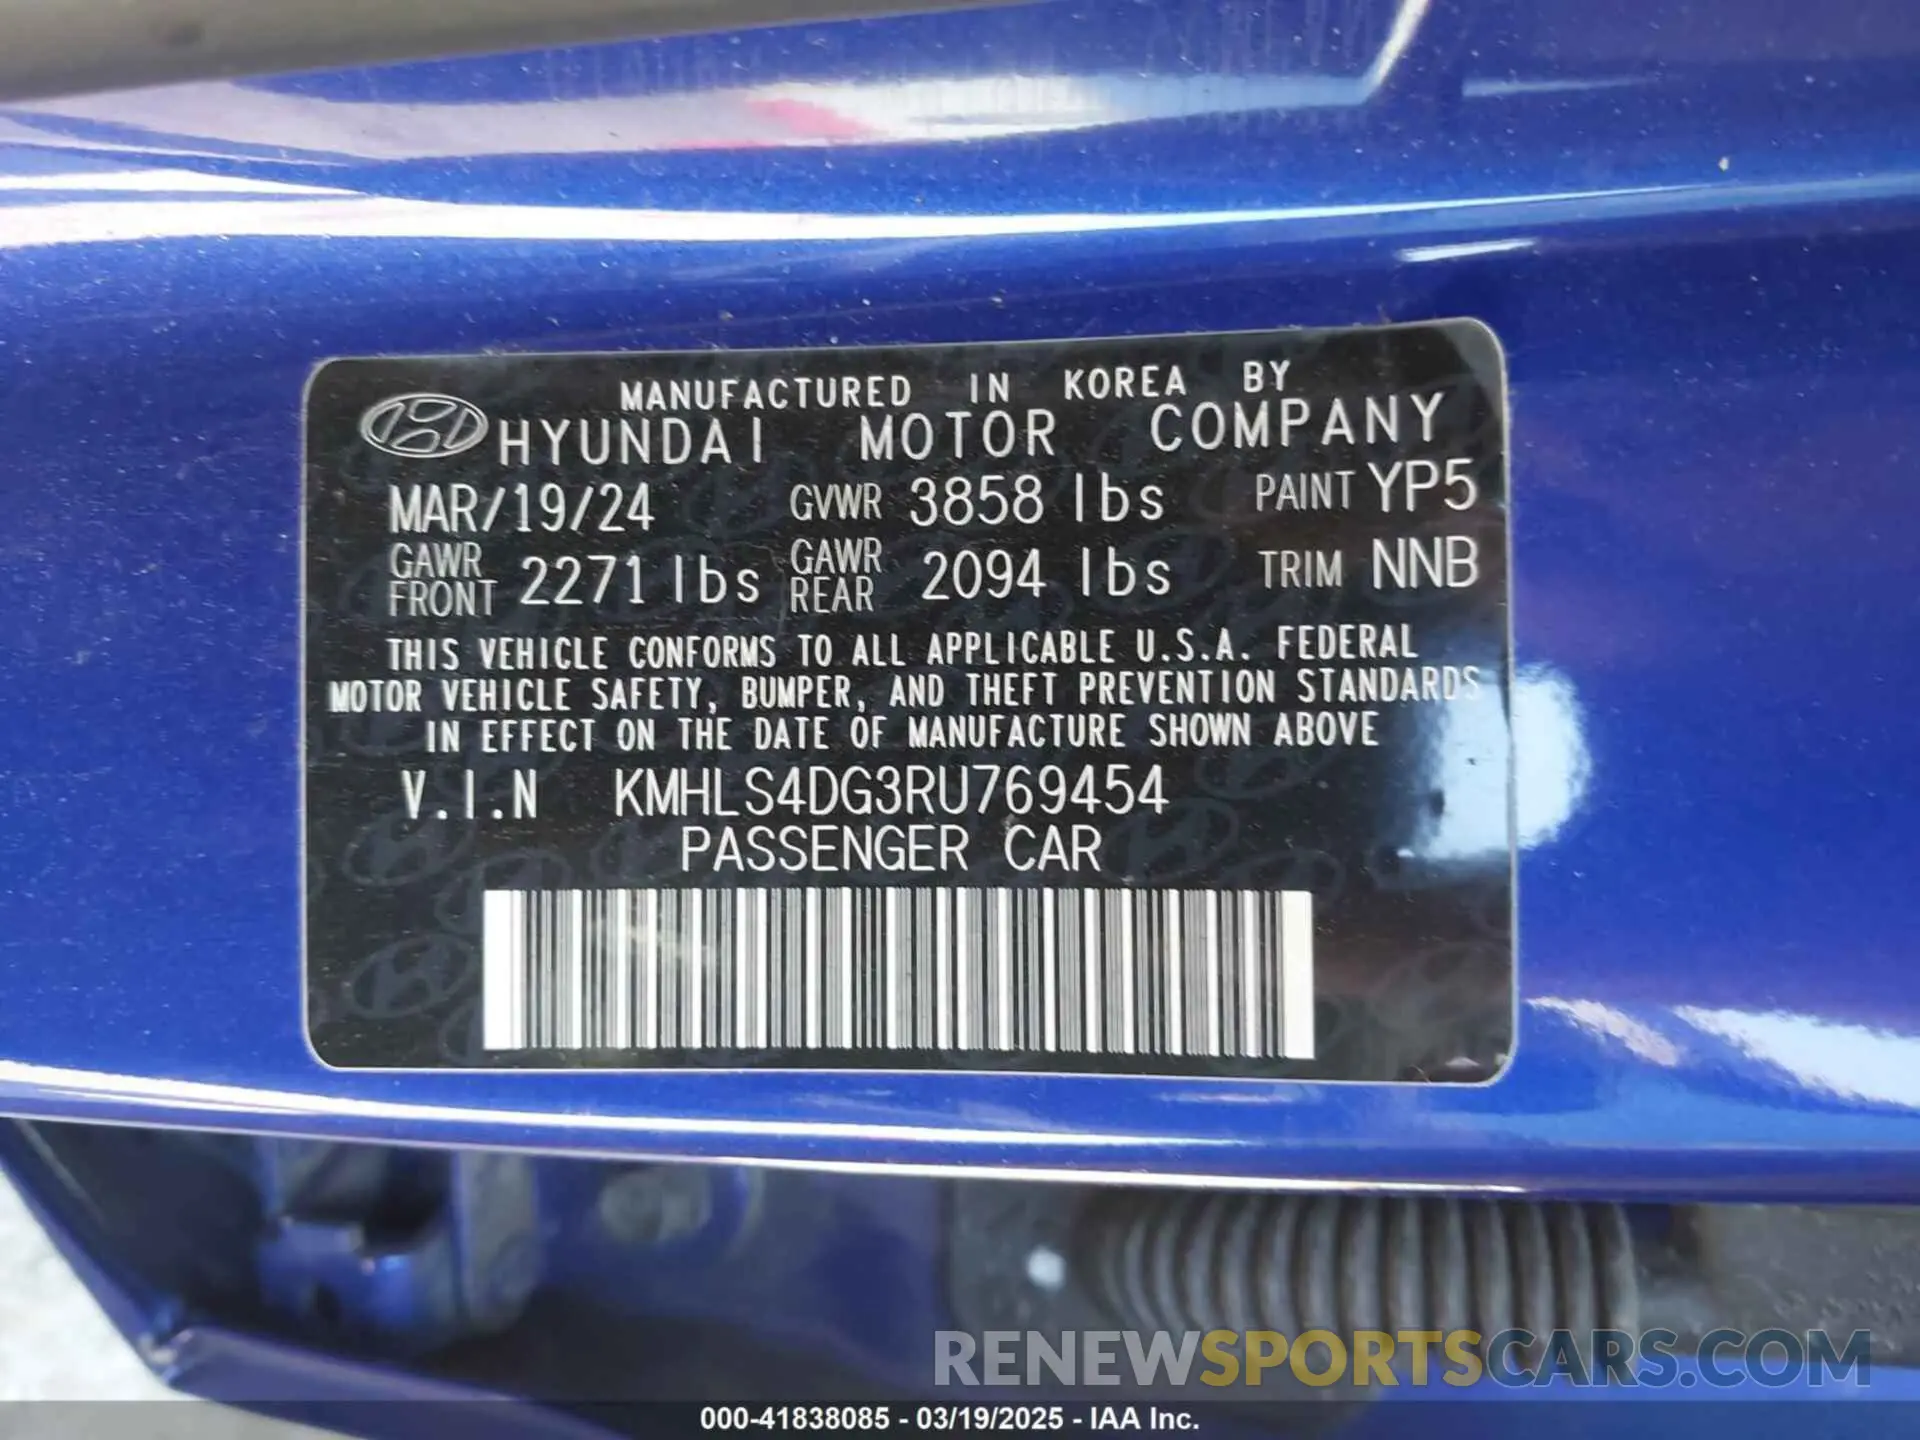 MANUFACTURED IN KOREA BY
HYUNDAI MOTOR COMPANY
MAR/19/24 GVWR 3858 lbs PAINT YP5
GAWR FRONT 2271 lbs GAWR REAR 2094 lbs TRIM NNB
THIS VEHICLE CONFORMS TO ALL APPLICABLE U.S.A. FEDERAL
MOTOR VEHICLE SAFETY, BUMPER, AND THEFT PREVENTION STANDARDS
IN EFFECT ON THE DATE OF MANUFACTURE SHOWN ABOVE
V.I.N KMHLS4DG3RU769454
PASSENGER CAR
RENEWSPORTSCARS.COM
000-41838085 - 03/19/2025 - IAA Inc.